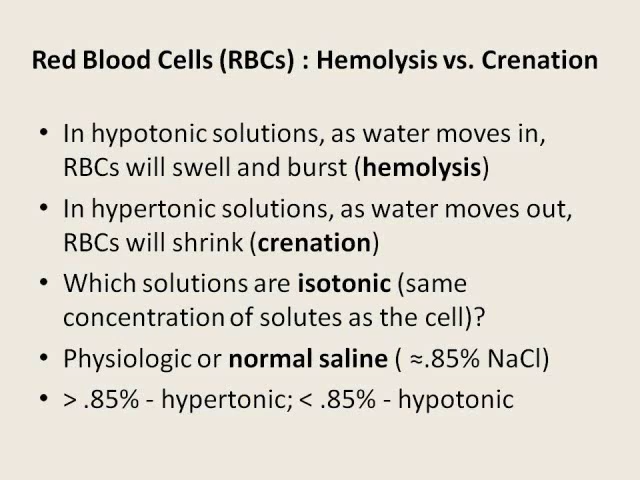 Red Blood Cells (RBCs) : Hemolysis vs. Crenation
• In hypotonic solutions, as water moves in,
RBCs will swell and burst (hemolysis)
• In hypertonic solutions, as water moves out,
RBCs will shrink (crenation)
• Which solutions are isotonic (same
concentration of solutes as the cell)?
• Physiologic or normal saline ( ≈.85% NaCl)
• > .85% - hypertonic; < .85% - hypotonic